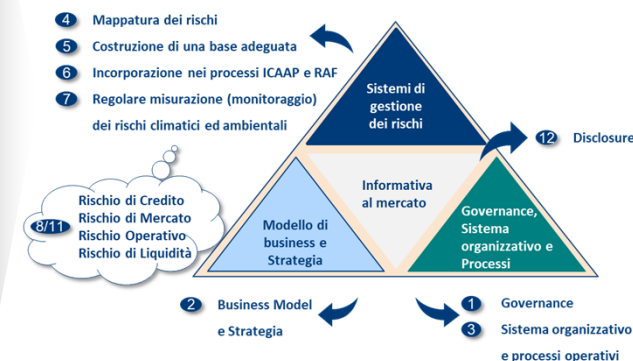 4 Mappatura dei rischi
5 Costruzione di una base adeguata
6 Incorporazione nei processi ICAAP e RAF
7 Regolare misurazione (monitoraggio)
dei rischi climatici ed ambientali
Sistemi di
gestione
dei rischi
12 Disclosure
8/11
Rischio di Credito
Rischio di Mercato
Rischio Operativo
Rischio di Liquidità
Informativa
al mercato
Modello di
business e
Strategia
Governance,
Sistema
organizzativo e
Processi
2 Business Model
e Strategia
1 Governance
3 Sistema organizzativo
e processi operativi